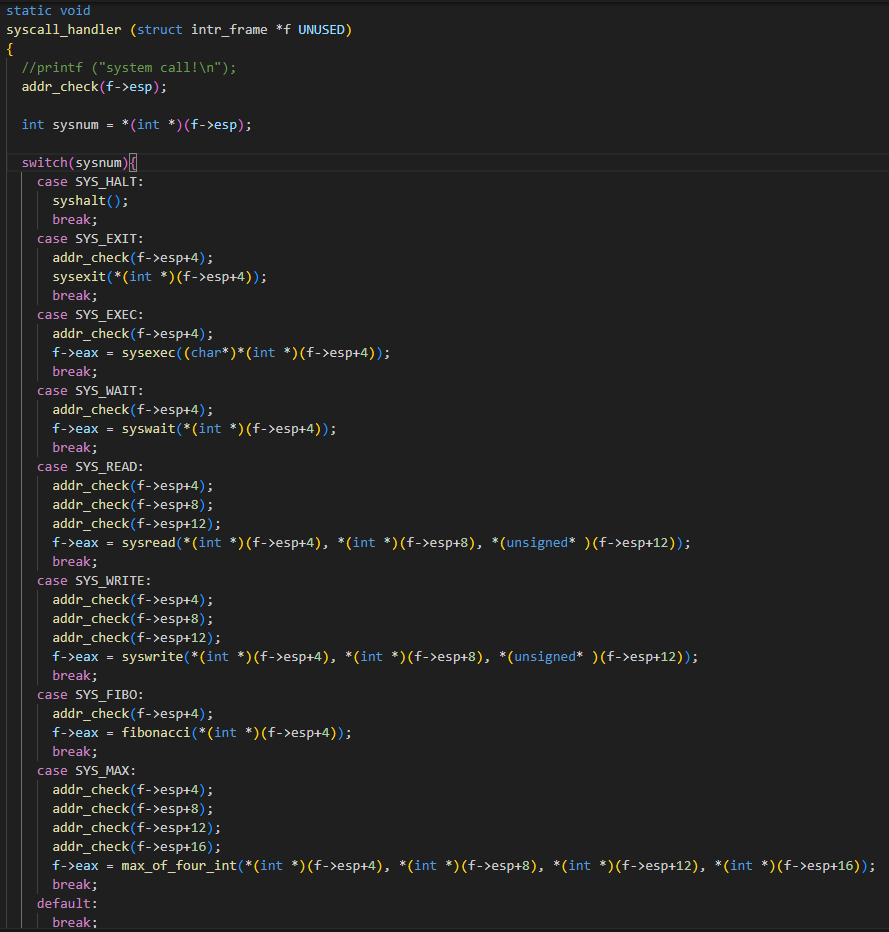 static void
syscall_handler (struct intr_frame *f UNUSED)
{
//printf ("system call!\n");
addr_check(f->esp);
int sysnum = *(int *)(f->esp);
switch(sysnum){
case SYS_HALT:
syshalt();
break;
case SYS_EXIT:
addr_check(f->esp+4);
sysexit(*(int *)(f->esp+4));
break;
case SYS_EXEC:
addr_check(f->esp+4);
f->eax = sysexec((char*)*(int *)(f->esp+4));
break;
case SYS_WAIT:
addr_check(f->esp+4);
f->eax = syswait(*(int *)(f->esp+4));
break;
case SYS_READ:
addr_check(f->esp+4);
addr_check(f->esp+8);
addr_check(f->esp+12);
f->eax = sysread(*(int *)(f->esp+4), *(int *)(f->esp+8), *(unsigned* )(f->esp+12));
break;
case SYS_WRITE:
addr_check(f->esp+4);
addr_check(f->esp+8);
addr_check(f->esp+12);
f->eax = syswrite(*(int *)(f->esp+4), *(int *)(f->esp+8), *(unsigned* )(f->esp+12));
break;
case SYS_FIBO:
addr_check(f->esp+4);
f->eax = fibonacci(*(int *)(f->esp+4));
break;
case SYS_MAX:
addr_check(f->esp+4);
addr_check(f->esp+8);
addr_check(f->esp+12);
addr_check(f->esp+16);
f->eax = max_of_four_int(*(int *)(f->esp+4), *(int *)(f->esp+8), *(int *)(f->esp+12), *(int *)(f->esp+16));
break;
default:
break;